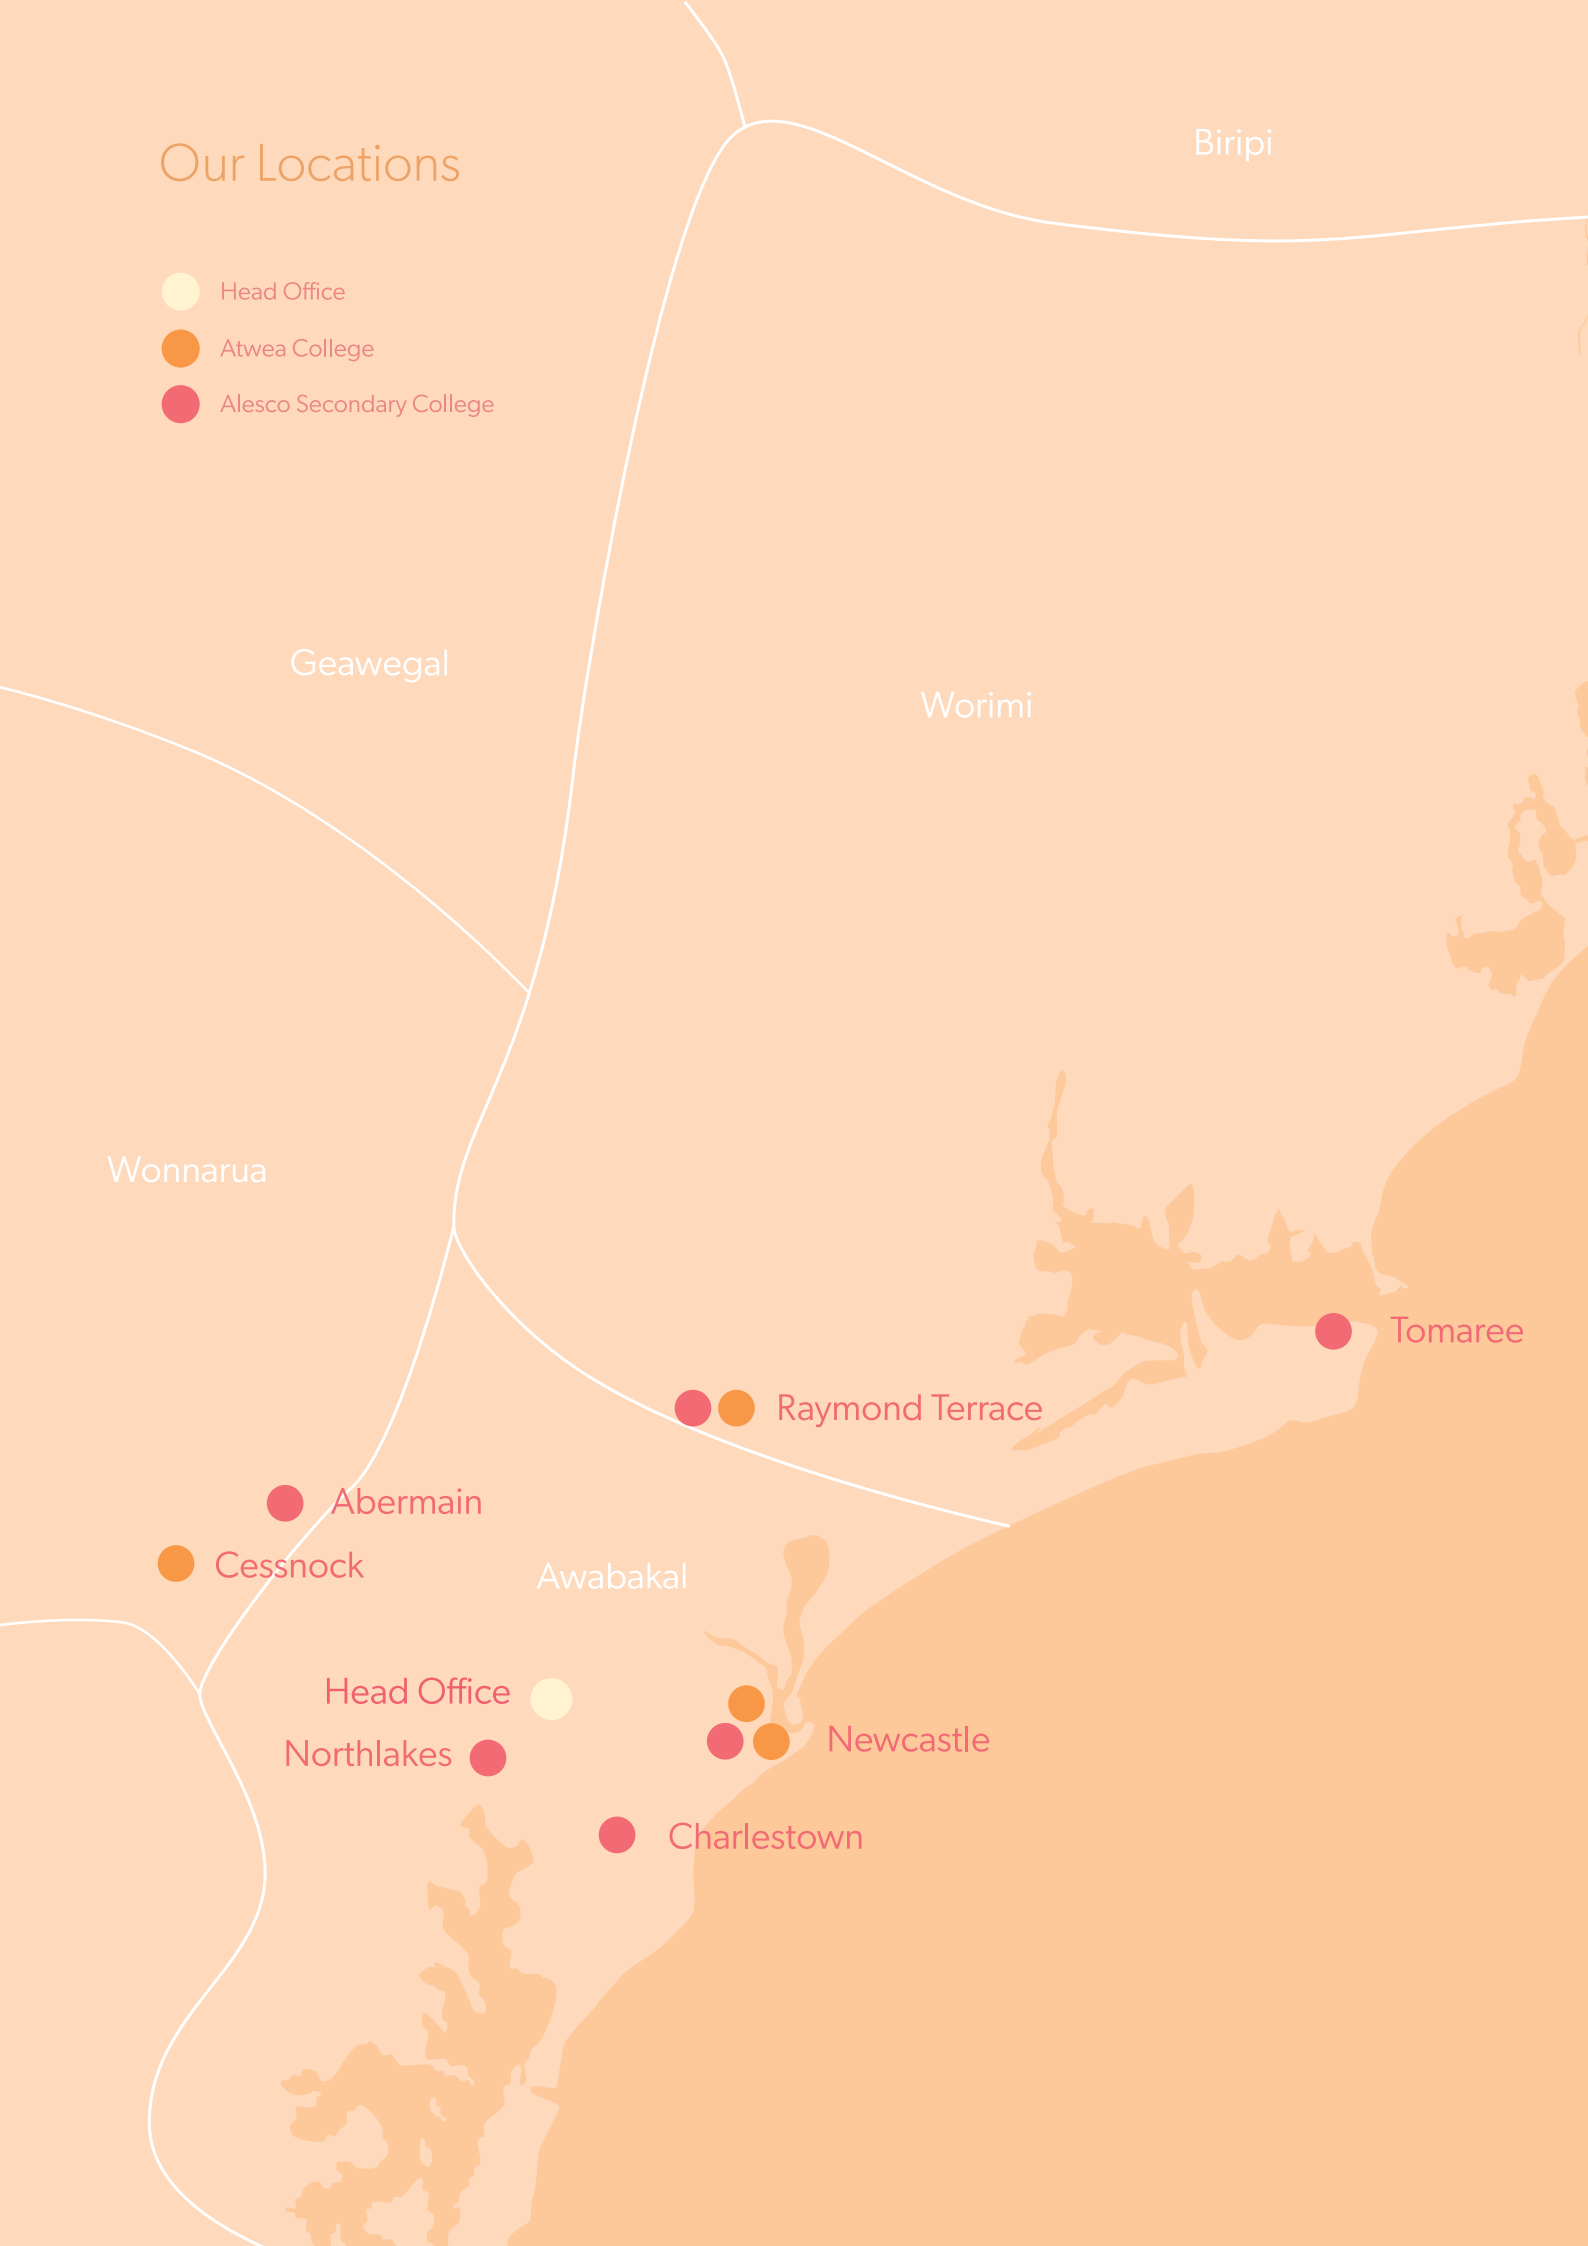 Biripi
Our Locations
Head Office
Atwea College
Alesco Secondary College
Geawegal
Worimi
Wonnarua
Tomaree
Raymond Terrace
Abermain
Cessnock
Awabakal
Head Office
Newcastle
Northlakes
Charlestown